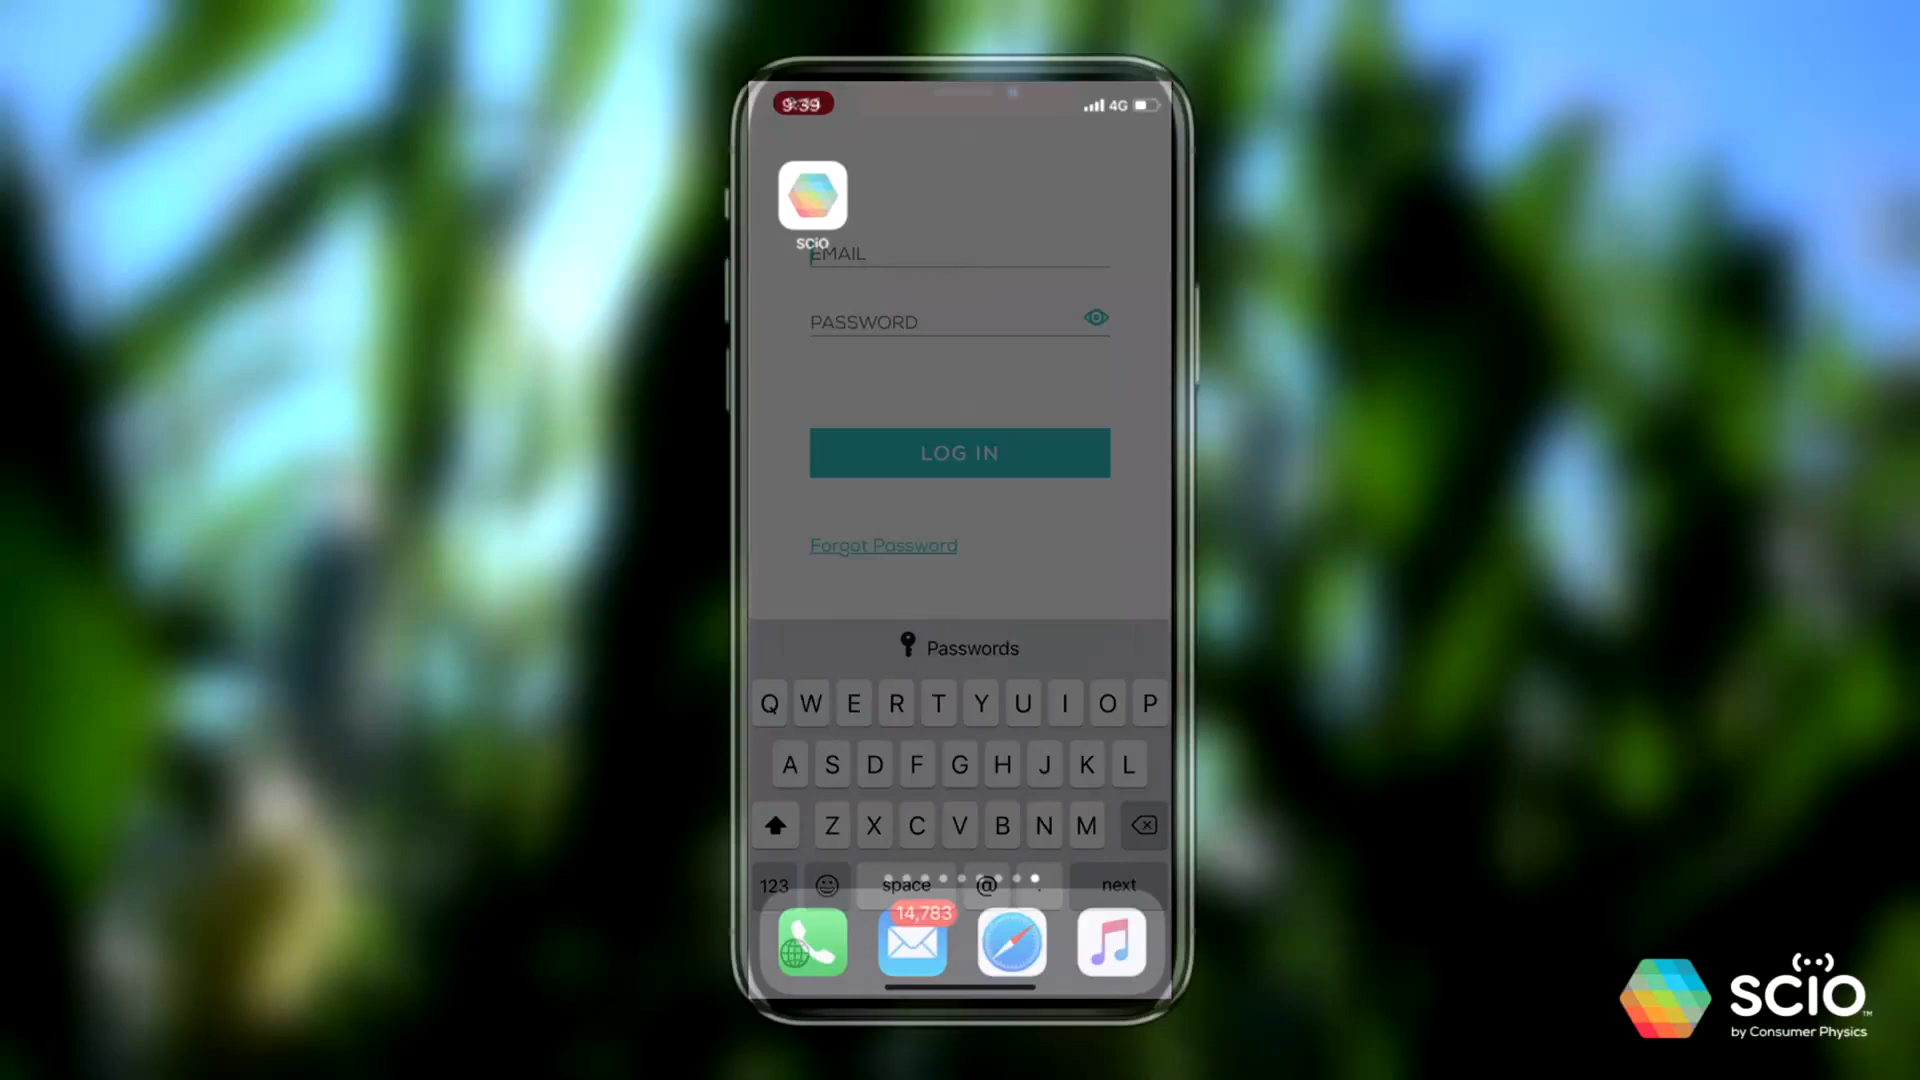 9:39
4G
SCiO
EMAIL
PASSWORD
LOG IN
Forgot Password
Passwords
Q W E R T Y U I O P
A S D F G H J K L
Z X C V B N M
123 space @ . next
14,783
SCiO™
by Consumer Physics